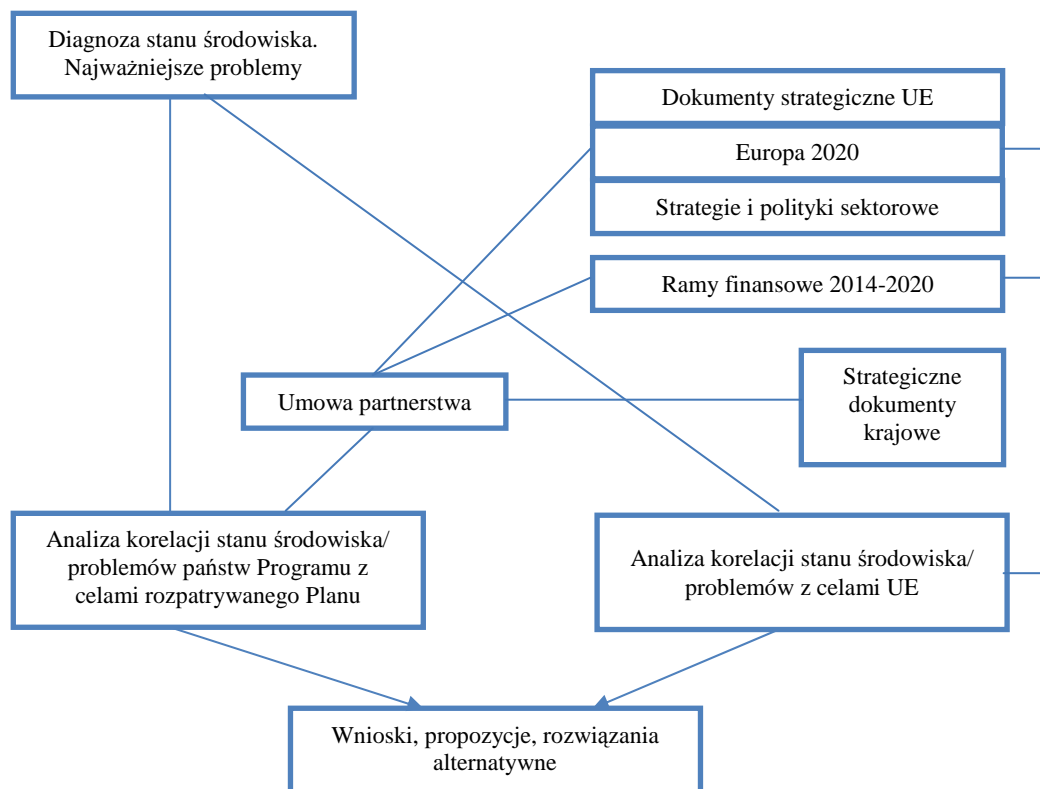 Diagnoza stanu środowiska.
Najważniejsze problemy
Dokumenty strategiczne UE
Europa 2020
Strategie i polityki sektorowe
Ramy finansowe 2014-2020
Umowa partnerstwa
Strategiczne
dokumenty
krajowe
Analiza korelacji stanu środowiska/
problemów państw Programu z
celami rozpatrywanego Planu
Analiza korelacji stanu środowiska/
problemów z celami UE
Wnioski, propozycje, rozwiązania
alternatywne